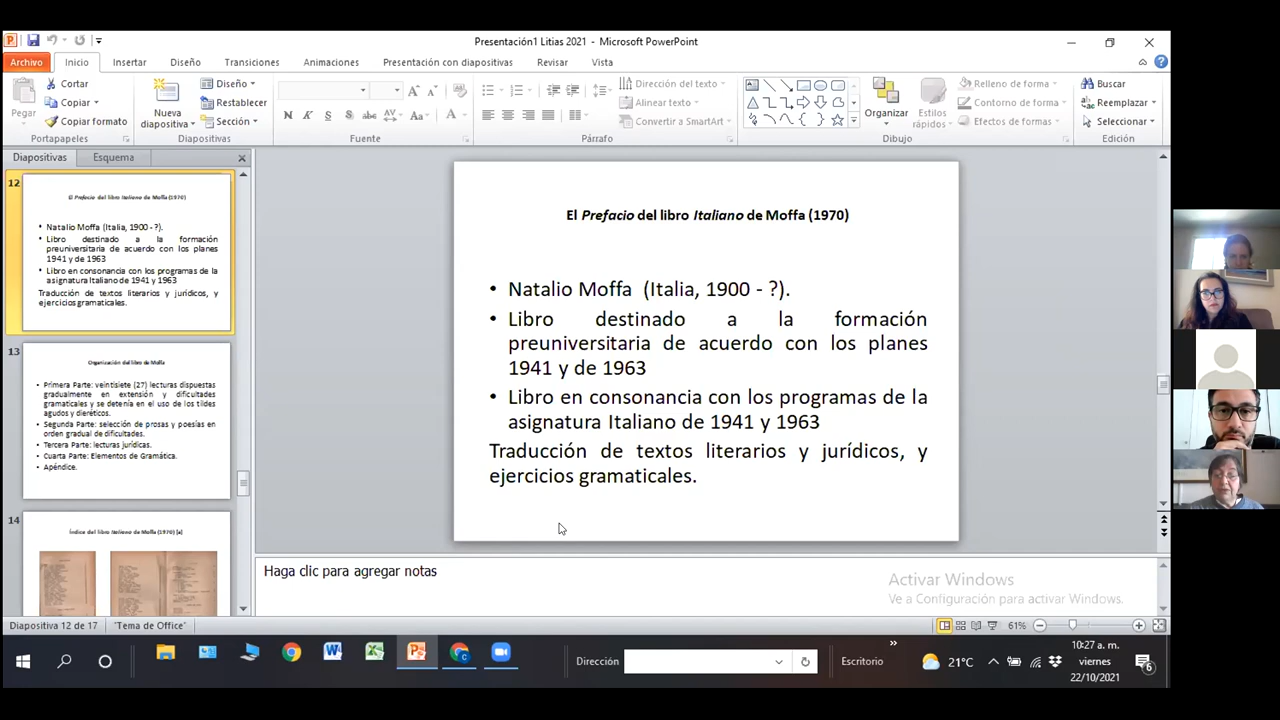 Presentación1 Litias 2021 - Microsoft PowerPoint
Archivo Inicio Insertar Diseño Transiciones Animaciones Presentación con diapositivas Revisar Vista
Cortar
Copiar
Copiar formato
Pegar
Portapapeles
Nueva
diapositiva
Diseño
Restablecer
Sección
Diapositivas
N K S S abc AV Aa A
Fuente
Dirección del texto
Alinear texto
Convertir a SmartArt
Párrafo
Organizar
Estilos
rápidos
Relleno de forma
Contorno de forma
Efectos de formas
Dibujo
Buscar
Reemplazar
Seleccionar
Edición
Diapositivas Esquema
12
El Prefacio del libro Italiano de Moffa (1970)
• Natalio Moffa (Italia, 1900 - ?).
• Libro destinado a la formación
preuniversitaria de acuerdo con los planes
1941 y de 1963
• Libro en consonancia con los programas de la
asignatura Italiano de 1941 y 1963
Traducción de textos literarios y jurídicos, y
ejercicios gramaticales.
13
Organización del libro de Moffa
• Primera Parte: veintisiete (27) lecturas dispuestas
gradualmente en extensión y dificultades
gramaticales y se detenía en el uso de los tildes
agudos y dieréticos.
• Segunda Parte: selección de prosas y poesías en
orden gradual de dificultades.
• Tercera Parte: lecturas jurídicas.
• Cuarta Parte: Elementos de Gramática.
• Apéndice.
14
Índice del libro Italiano de Moffa (1970) [a]
El Prefacio del libro Italiano de Moffa (1970)
• Natalio Moffa (Italia, 1900 - ?).
• Libro destinado a la formación
preuniversitaria de acuerdo con los planes
1941 y de 1963
• Libro en consonancia con los programas de la
asignatura Italiano de 1941 y 1963
Traducción de textos literarios y jurídicos, y
ejercicios gramaticales.
Haga clic para agregar notas
Activar Windows
Ve a Configuración para activar Windows.
Diapositiva 12 de 17 "Tema de Office" 61%
Dirección
Escritorio
21°C
10:27 a. m.
viernes
22/10/2021
6